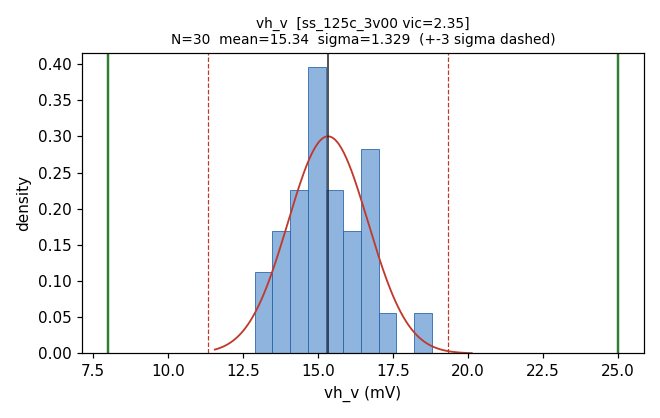 vh_v  [ss_125c_3v00 vic=2.35]
N=30  mean=15.34  sigma=1.329  (+-3 sigma dashed)
0.40
0.35
0.30
0.25
0.20
0.15
0.10
0.05
0.00
density
7.5 10.0 12.5 15.0 17.5 20.0 22.5 25.0
vh_v (mV)